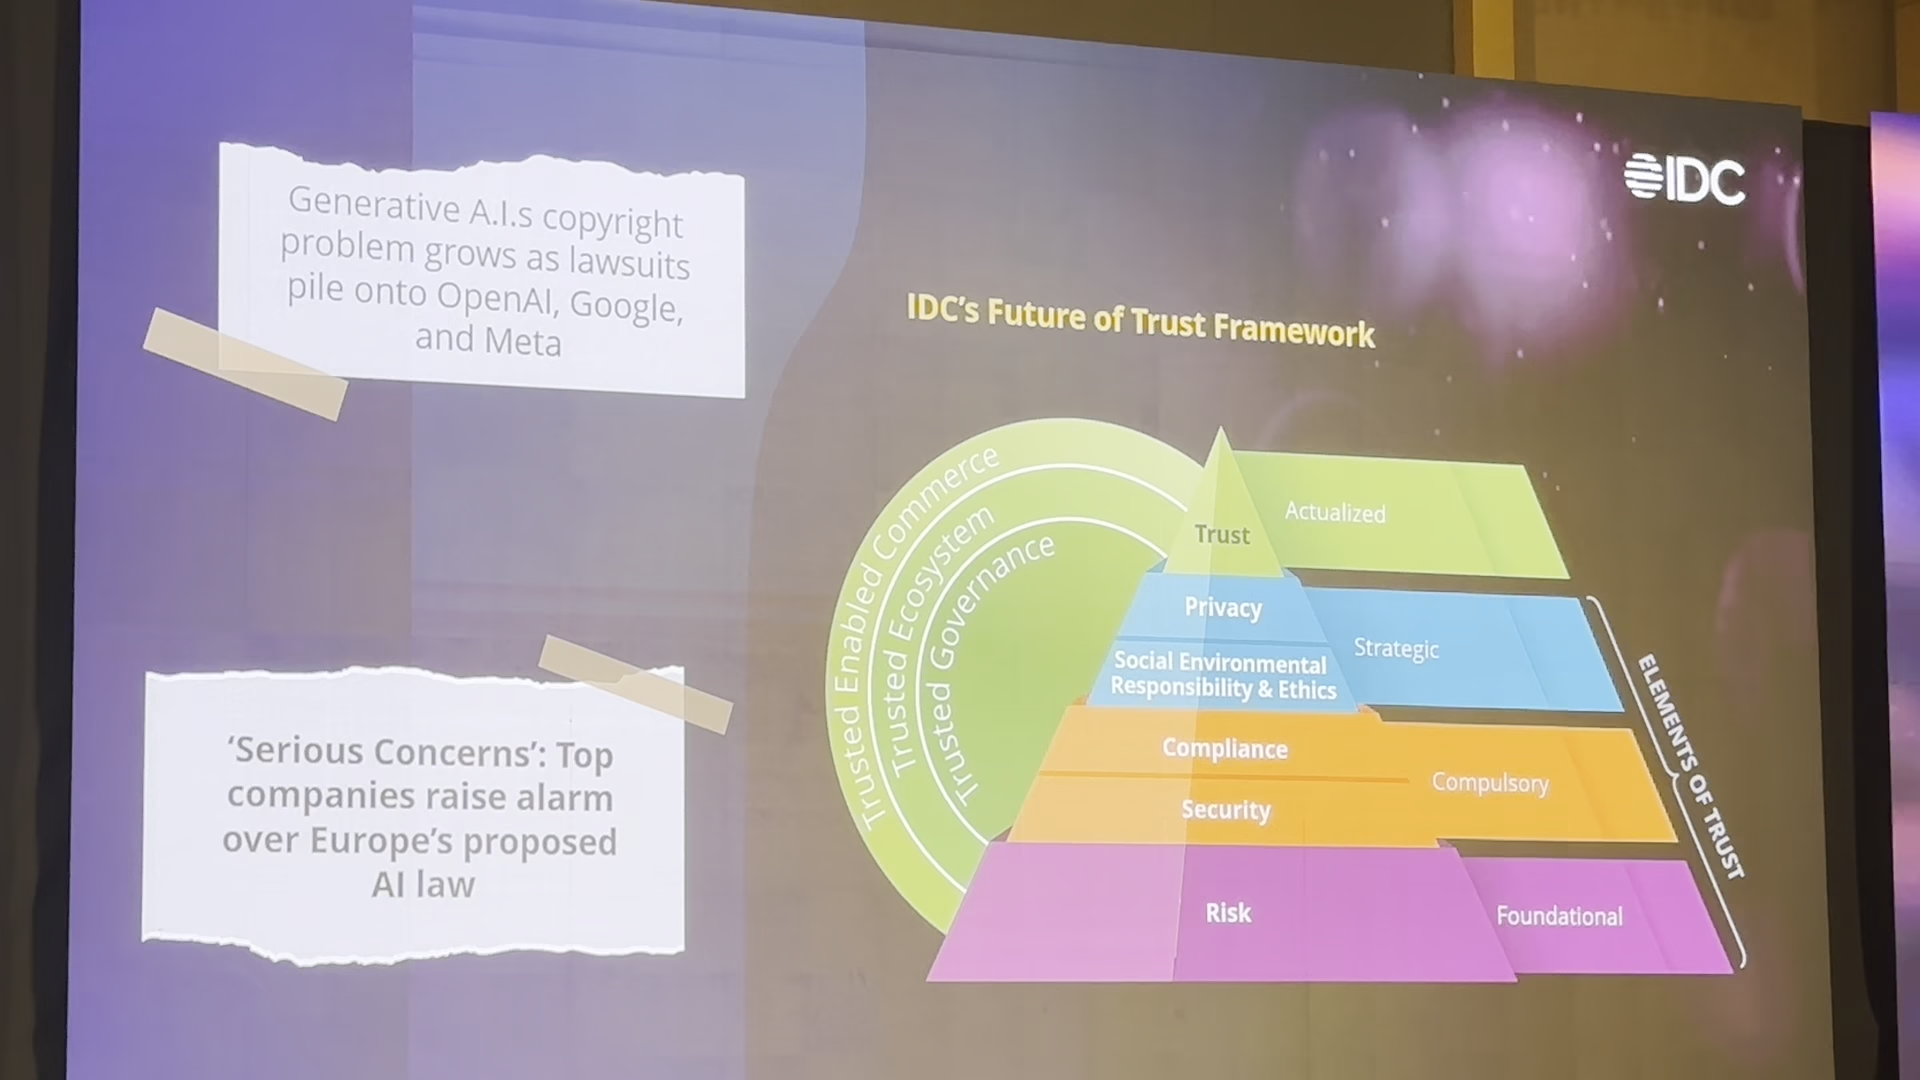 Generative A.I.s copyright
problem grows as lawsuits
pile onto OpenAI, Google,
and Meta
‘Serious Concerns’: Top
companies raise alarm
over Europe’s proposed
AI law
IDC
IDC’s Future of Trust Framework
Trusted Enabled Commerce
Trusted Ecosystem
Trusted Governance
Trust
Actualized
Privacy
Social Environmental
Responsibility & Ethics
Strategic
Compliance
Security
Compulsory
Risk
Foundational
ELEMENTS OF TRUST